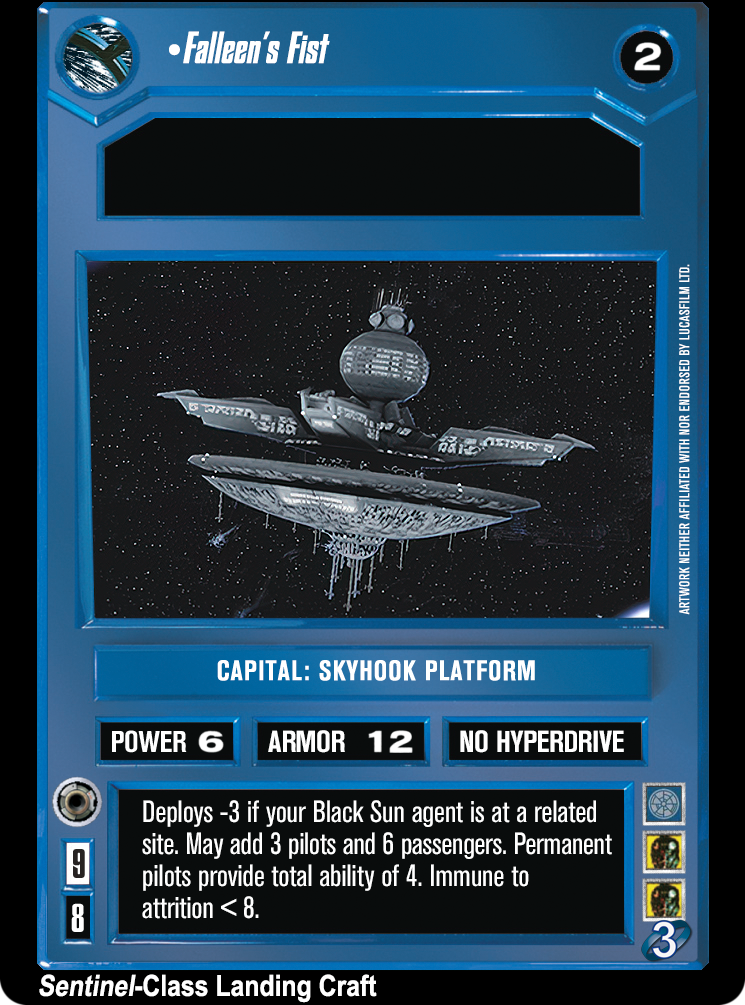 •Falleen's Fist
2
ARTWORK NEITHER AFFILIATED WITH NOR ENDORSED BY LUCASFILM LTD.
CAPITAL: SKYHOOK PLATFORM
POWER 6
ARMOR 12
NO HYPERDRIVE
Deploys -3 if your Black Sun agent is at a related
site. May add 3 pilots and 6 passengers. Permanent
pilots provide total ability of 4. Immune to
attrition < 8.
9
8
3
Sentinel-Class Landing Craft